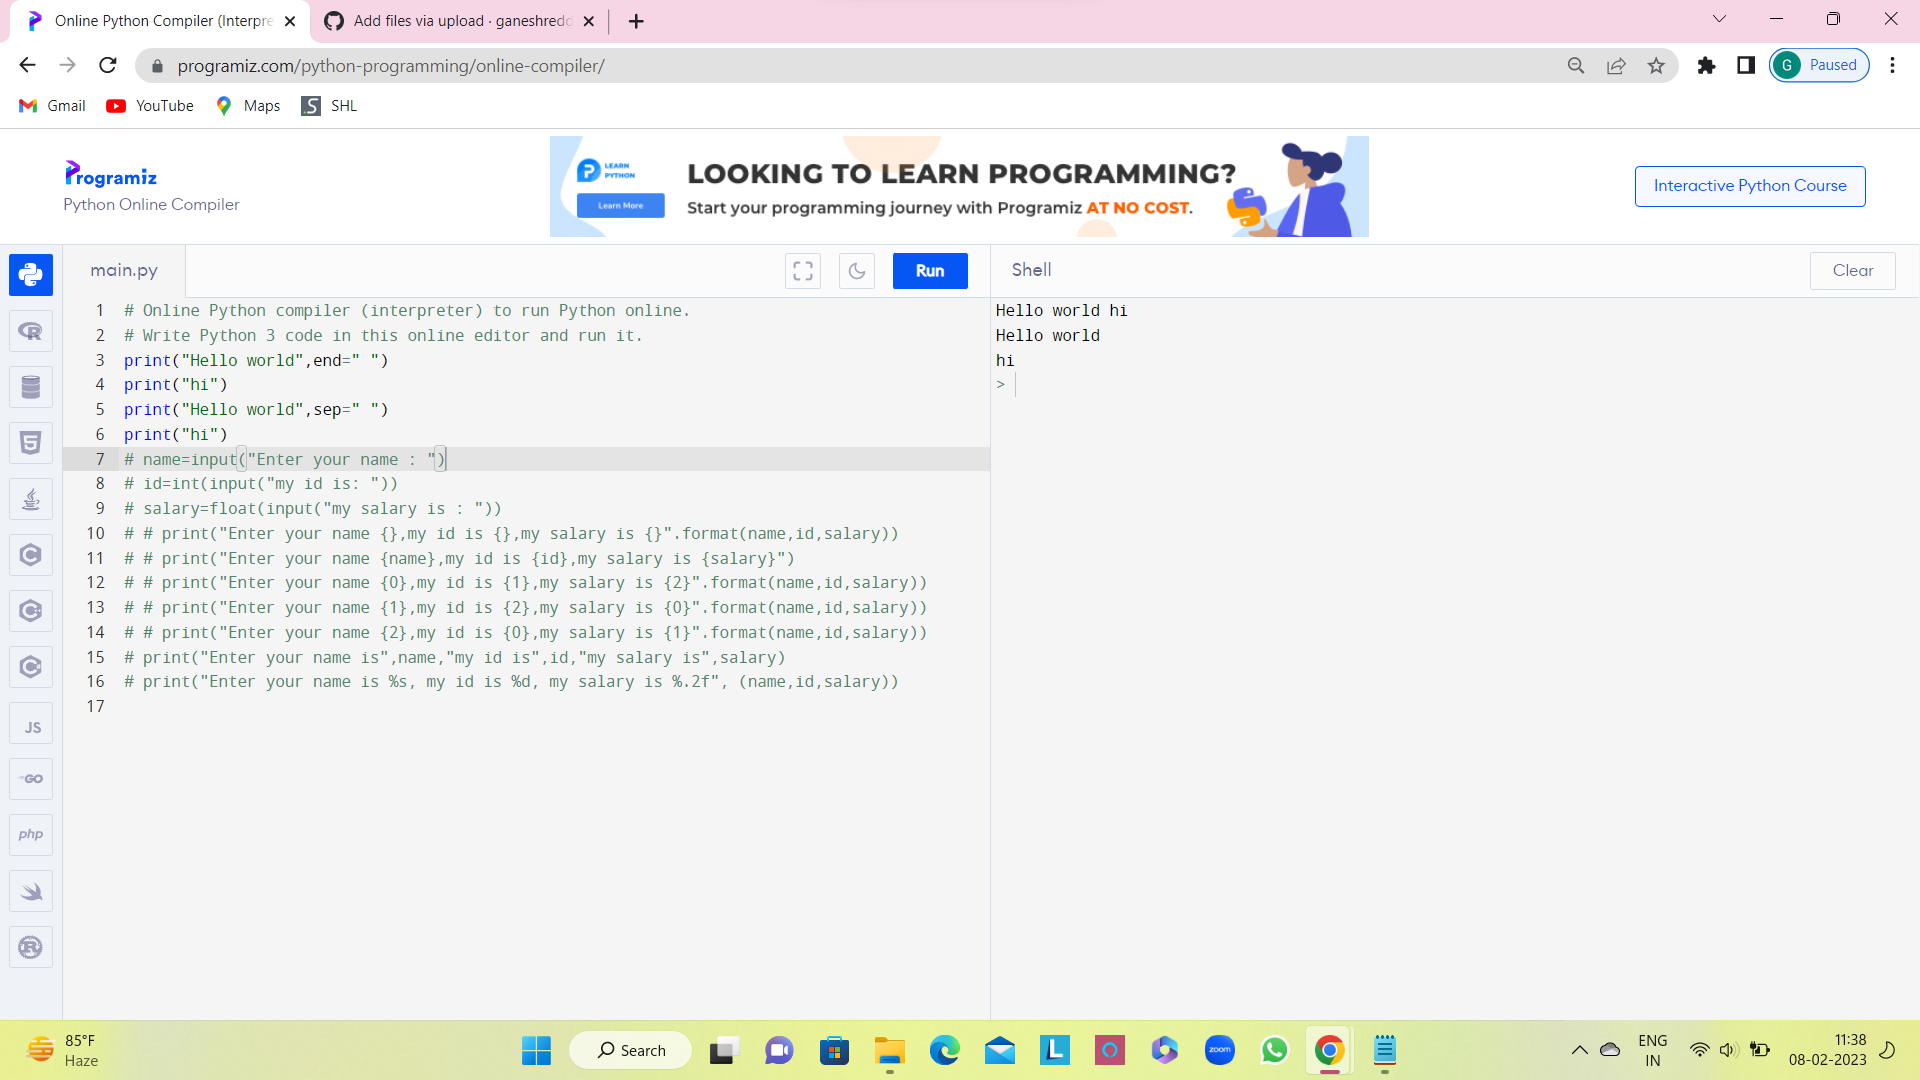 Online Python Compiler (Interpre
Add files via upload · ganeshredd
programiz.com/python-programming/online-compiler/
G Paused
Gmail YouTube Maps SHL
Programiz
Python Online Compiler
LEARN
PYTHON
Learn More
LOOKING TO LEARN PROGRAMMING?
Start your programming journey with Programiz AT NO COST.
Interactive Python Course
main.py
Run
Shell
Clear
1 # Online Python compiler (interpreter) to run Python online.
2 # Write Python 3 code in this online editor and run it.
3 print("Hello world",end=" ")
4 print("hi")
5 print("Hello world",sep=" ")
6 print("hi")
7 # name=input("Enter your name : ")
8 # id=int(input("my id is: "))
9 # salary=float(input("my salary is : "))
10 # # print("Enter your name {},my id is {},my salary is {}".format(name,id,salary))
11 # # print("Enter your name {name},my id is {id},my salary is {salary}")
12 # # print("Enter your name {0},my id is {1},my salary is {2}".format(name,id,salary))
13 # # print("Enter your name {1},my id is {2},my salary is {0}".format(name,id,salary))
14 # # print("Enter your name {2},my id is {0},my salary is {1}".format(name,id,salary))
15 # print("Enter your name is",name,"my id is",id,"my salary is",salary)
16 # print("Enter your name is %s, my id is %d, my salary is %.2f", (name,id,salary))
17
Hello world hi
Hello world
hi
>
JS
GO
php
85°F
Haze
Search
zoom
ENG
IN
11:38
08-02-2023